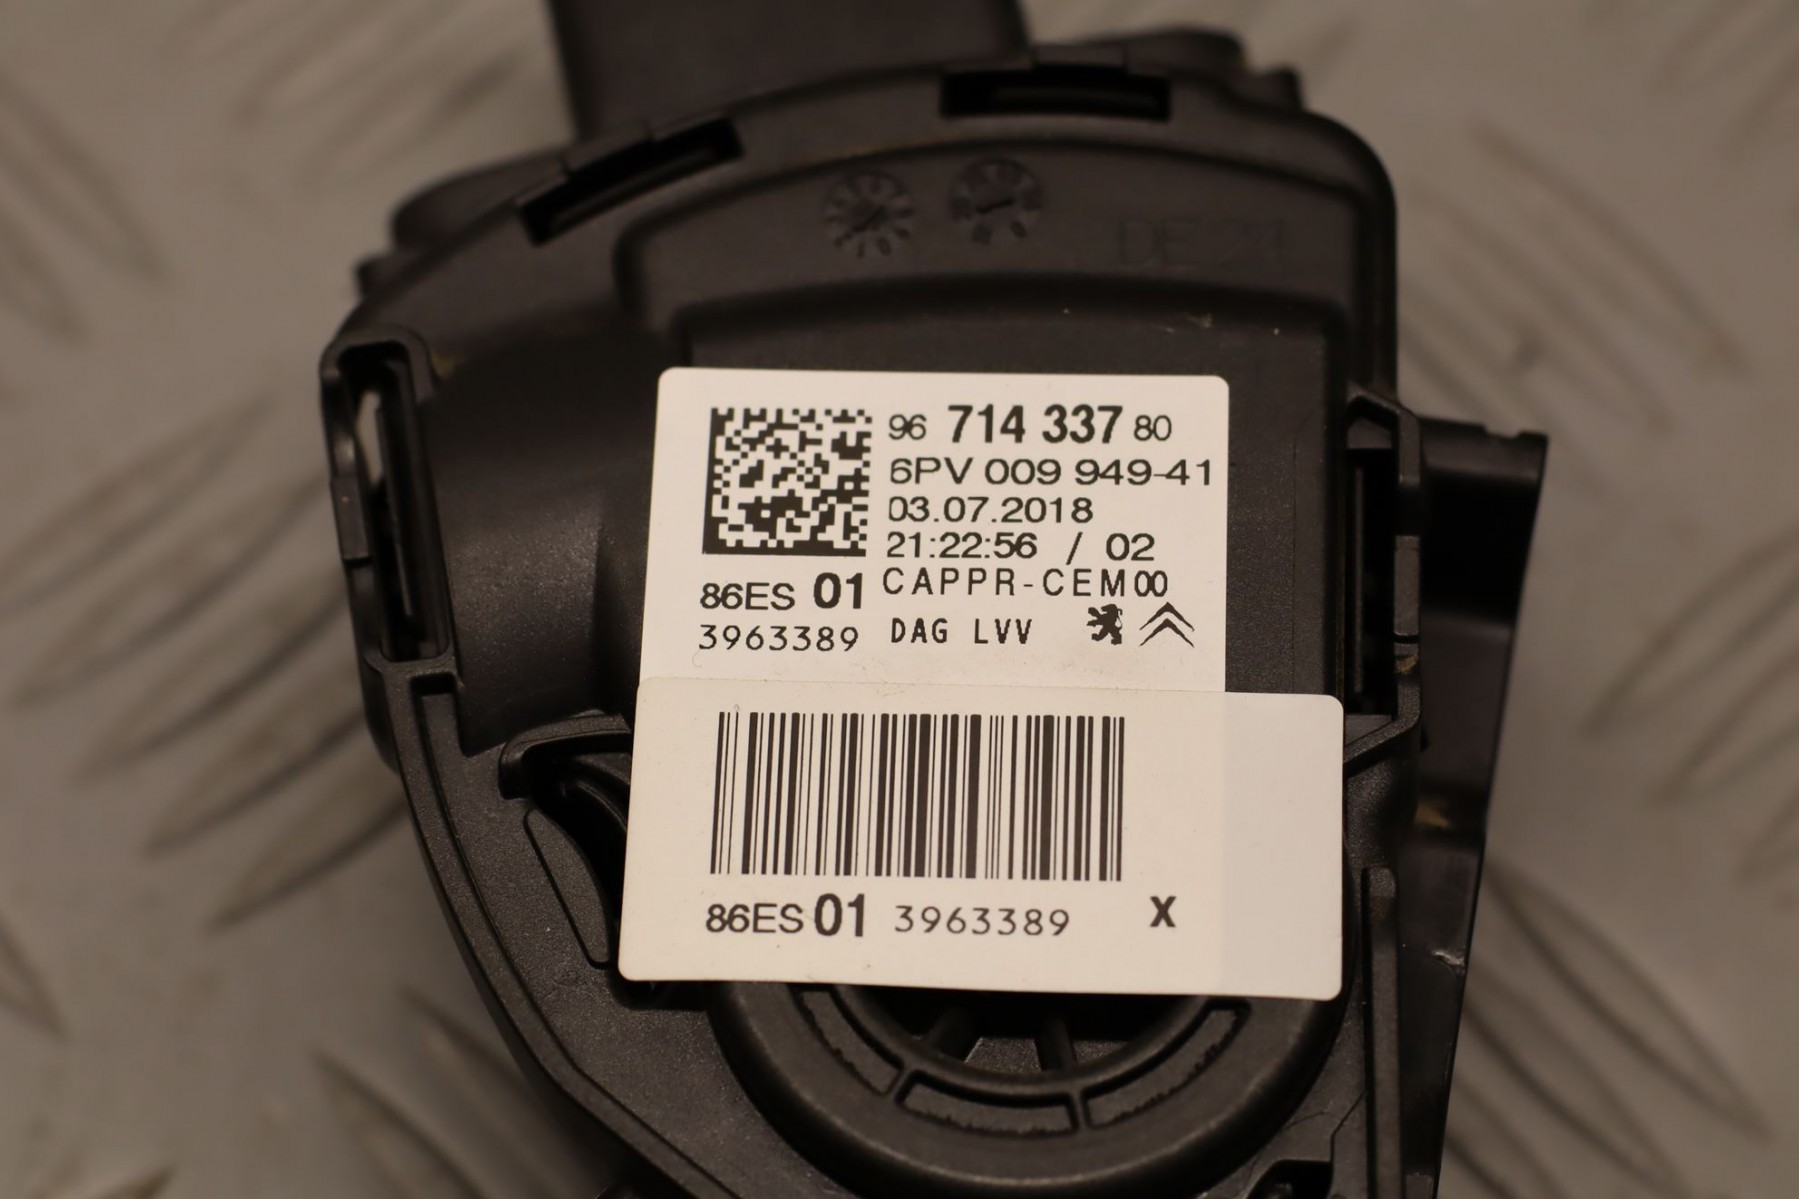 DE24
96 714 337 80
6PV 009 949-41
03.07.2018
21:22:56 / 02
86ES 01 CAPPR-CEM00
3963389 DAG LVV
86ES 01 3963389 X